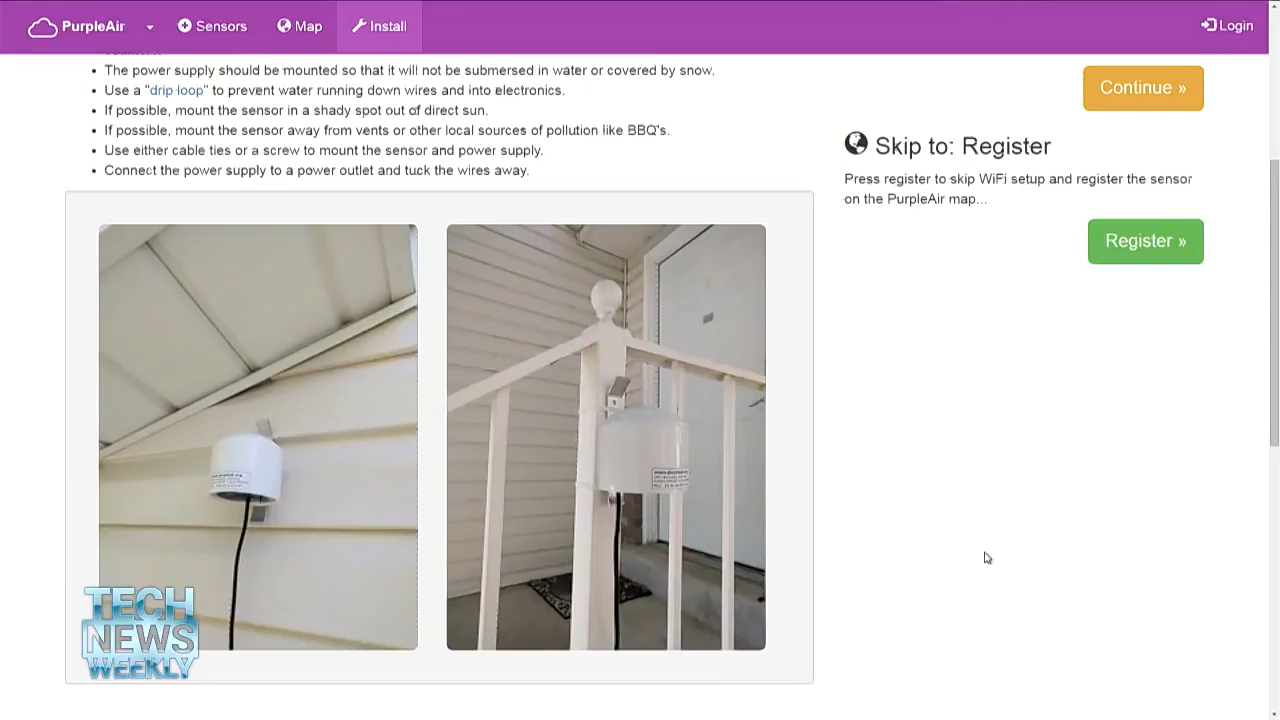 PurpleAir
Sensors
Map
Install
Login
The power supply should be mounted so that it will not be submersed in water or covered by snow.
Use a "drip loop" to prevent water running down wires and into electronics.
If possible, mount the sensor in a shady spot out of direct sun.
If possible, mount the sensor away from vents or other local sources of pollution like BBQ's.
Use either cable ties or a screw to mount the sensor and power supply.
Connect the power supply to a power outlet and tuck the wires away.
Continue »
Skip to: Register
Press register to skip WiFi setup and register the sensor
on the PurpleAir map...
Register »
TECH
NEWS
WEEKLY